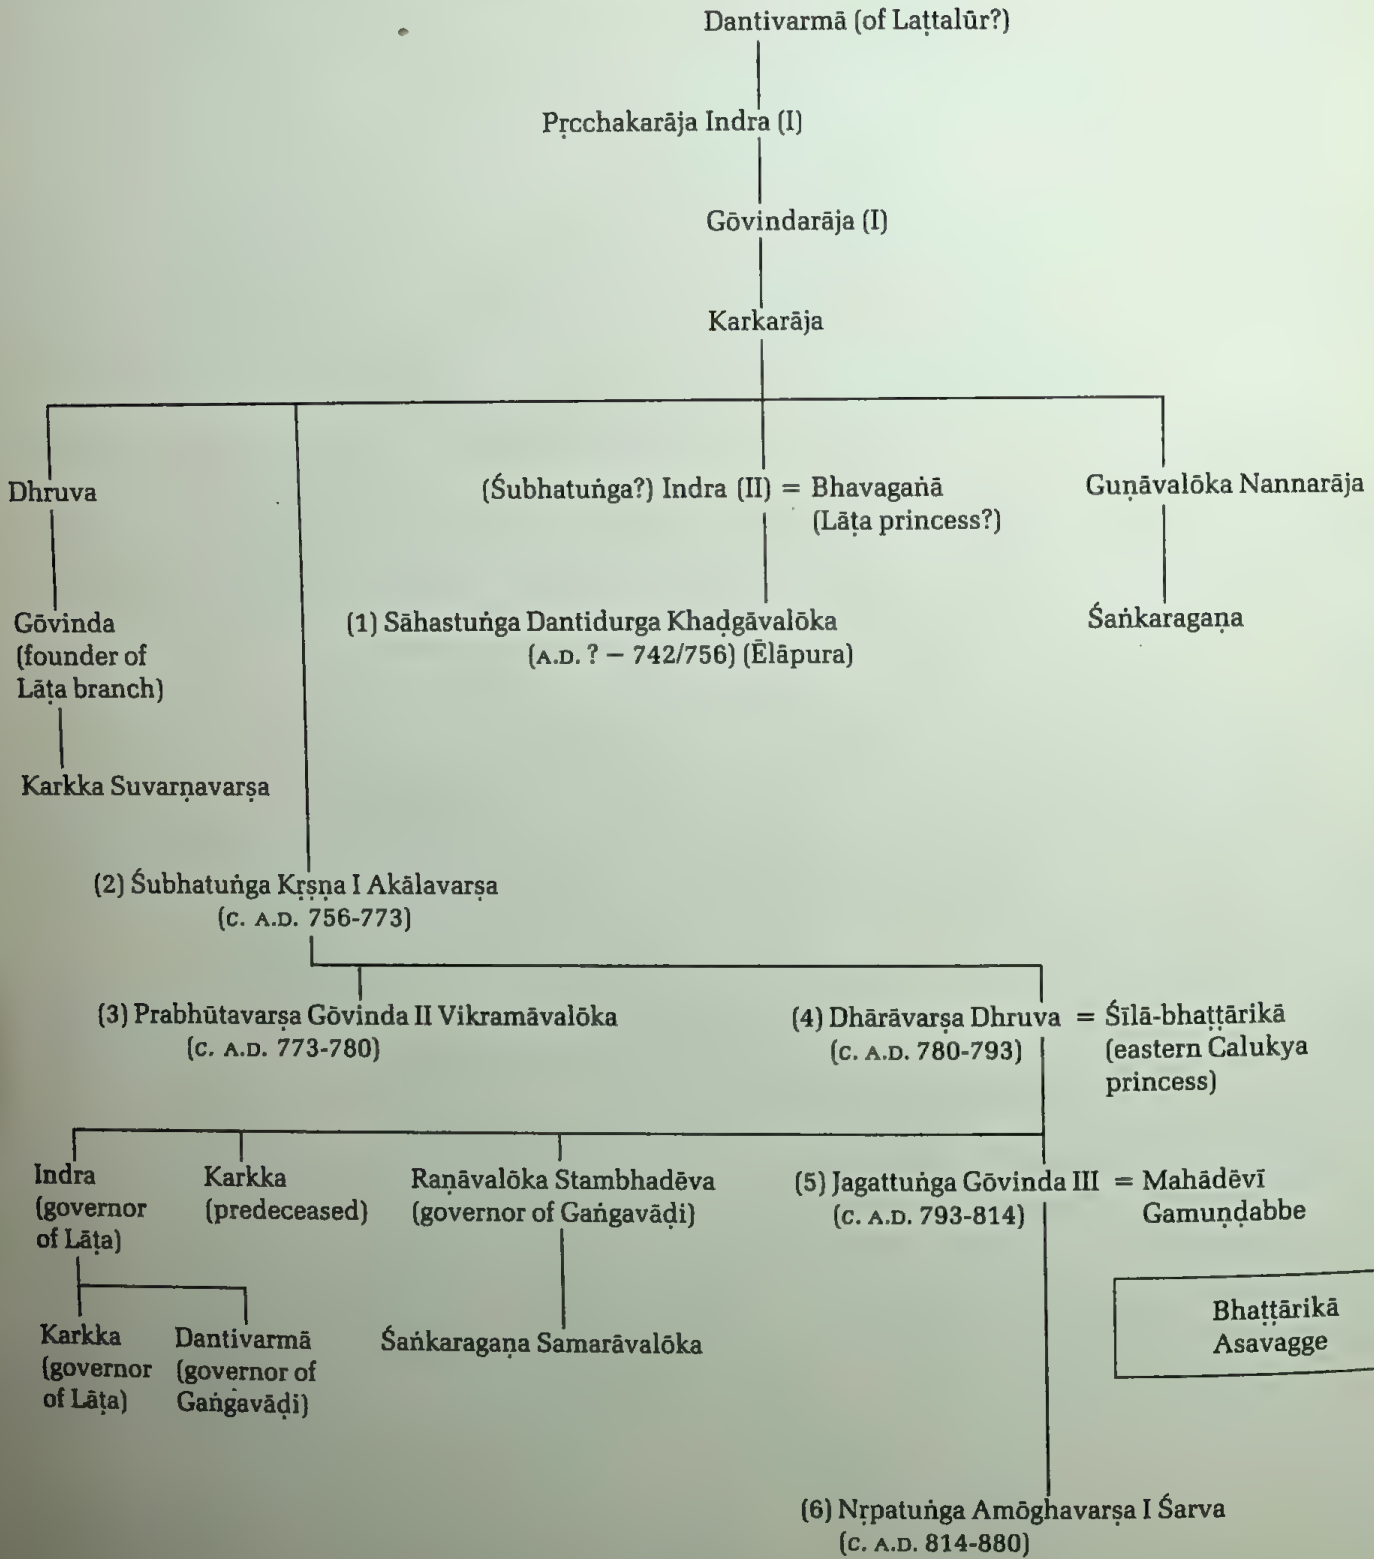 Dantivarmā (of Laṭṭalūr?)
Pṛcchakarāja Indra (I)
Gōvindarāja (I)
Karkarāja
Dhruva
(Śubhatuṅga?) Indra (II) = Bhavagaṅā
(Lāṭa princess?)
Guṇāvalōka Nannarāja
Gōvinda
(founder of
Lāṭa branch)
(1) Sāhastuṅga Dantidurga Khaḍgāvalōka
(A.D. ? – 742/756) (Ēlāpura)
Śaṅkaragaṇa
Karkka Suvarṇavarṣa
(2) Śubhatuṅga Kṛṣṇa I Akālavarṣa
(C. A.D. 756-773)
(3) Prabhūtavarṣa Gōvinda II Vikramāvalōka
(C. A.D. 773-780)
(4) Dhārāvarṣa Dhruva = Śīlā-bhaṭṭārikā
(C. A.D. 780-793) (eastern Calukya
princess)
Indra
(governor
of Lāṭa)
Karkka
(predeceased)
Raṇāvalōka Stambhadēva
(governor of Gaṅgavāḍi)
(5) Jagattuṅga Gōvinda III = Mahādēvī
(C. A.D. 793-814) Gamuṇḍabbe
Karkka
(governor
of Lāṭa)
Dantivarmā
(governor of
Gaṅgavāḍi)
Śaṅkaragaṇa Samarāvalōka
Bhaṭṭārikā
Asavagge
(6) Nṛpatuṅga Amōghavarṣa I Śarva
(C. A.D. 814-880)